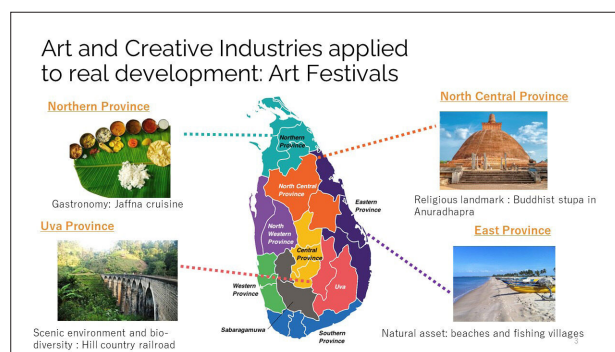 Art and Creative Industries applied
to real development: Art Festivals
Northern Province
Gastronomy: Jaffna cuisine
North Central Province
Religious landmark : Buddhist stupa in
Anuradhapra
Uva Province
Scenic environment and bio-
diversity : Hill country railroad
East Province
Natural asset: beaches and fishing villages
Northern
Province
North Central
Province
Eastern
Province
North
Western
Province
Central
Province
Western
Province
Uva
Sabaragamuwa
Southern
Province
3